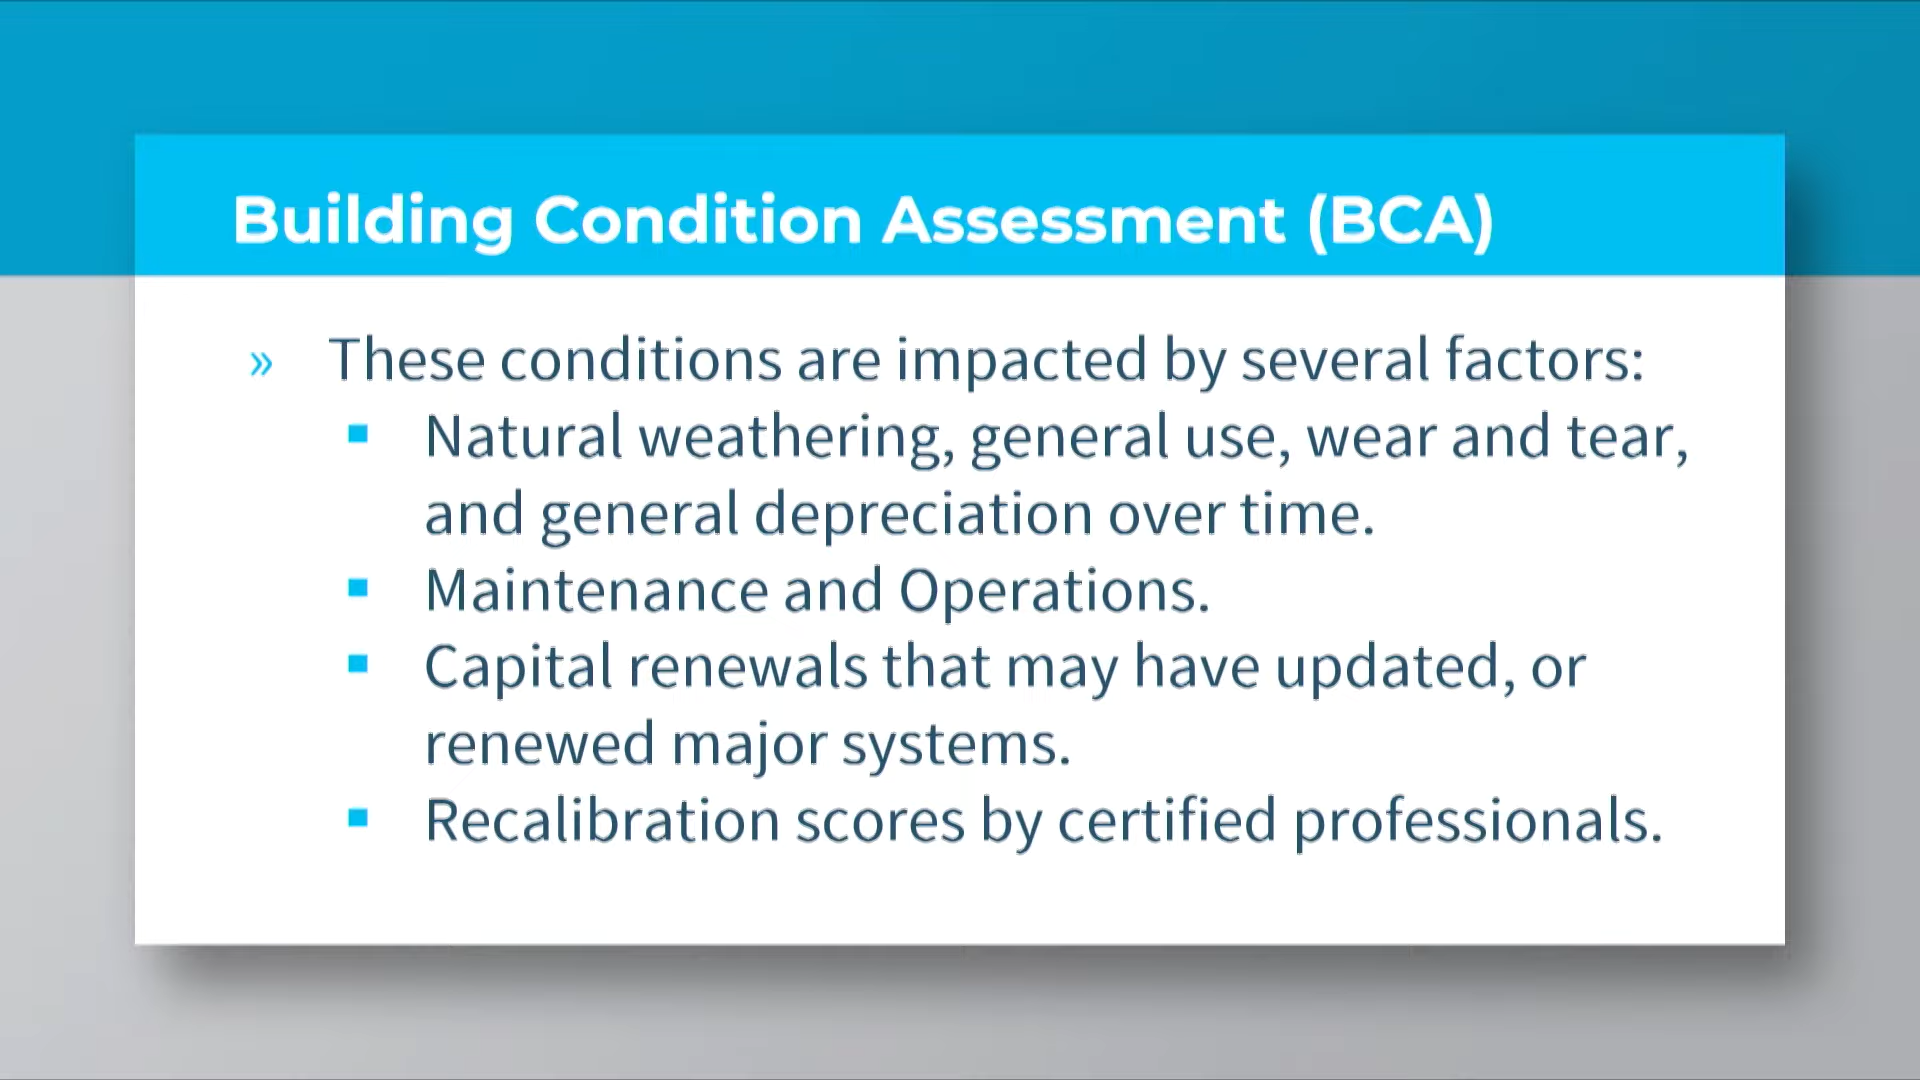 Building Condition Assessment (BCA)
» These conditions are impacted by several factors:
▪ Natural weathering, general use, wear and tear,
and general depreciation over time.
▪ Maintenance and Operations.
▪ Capital renewals that may have updated, or
renewed major systems.
▪ Recalibration scores by certified professionals.